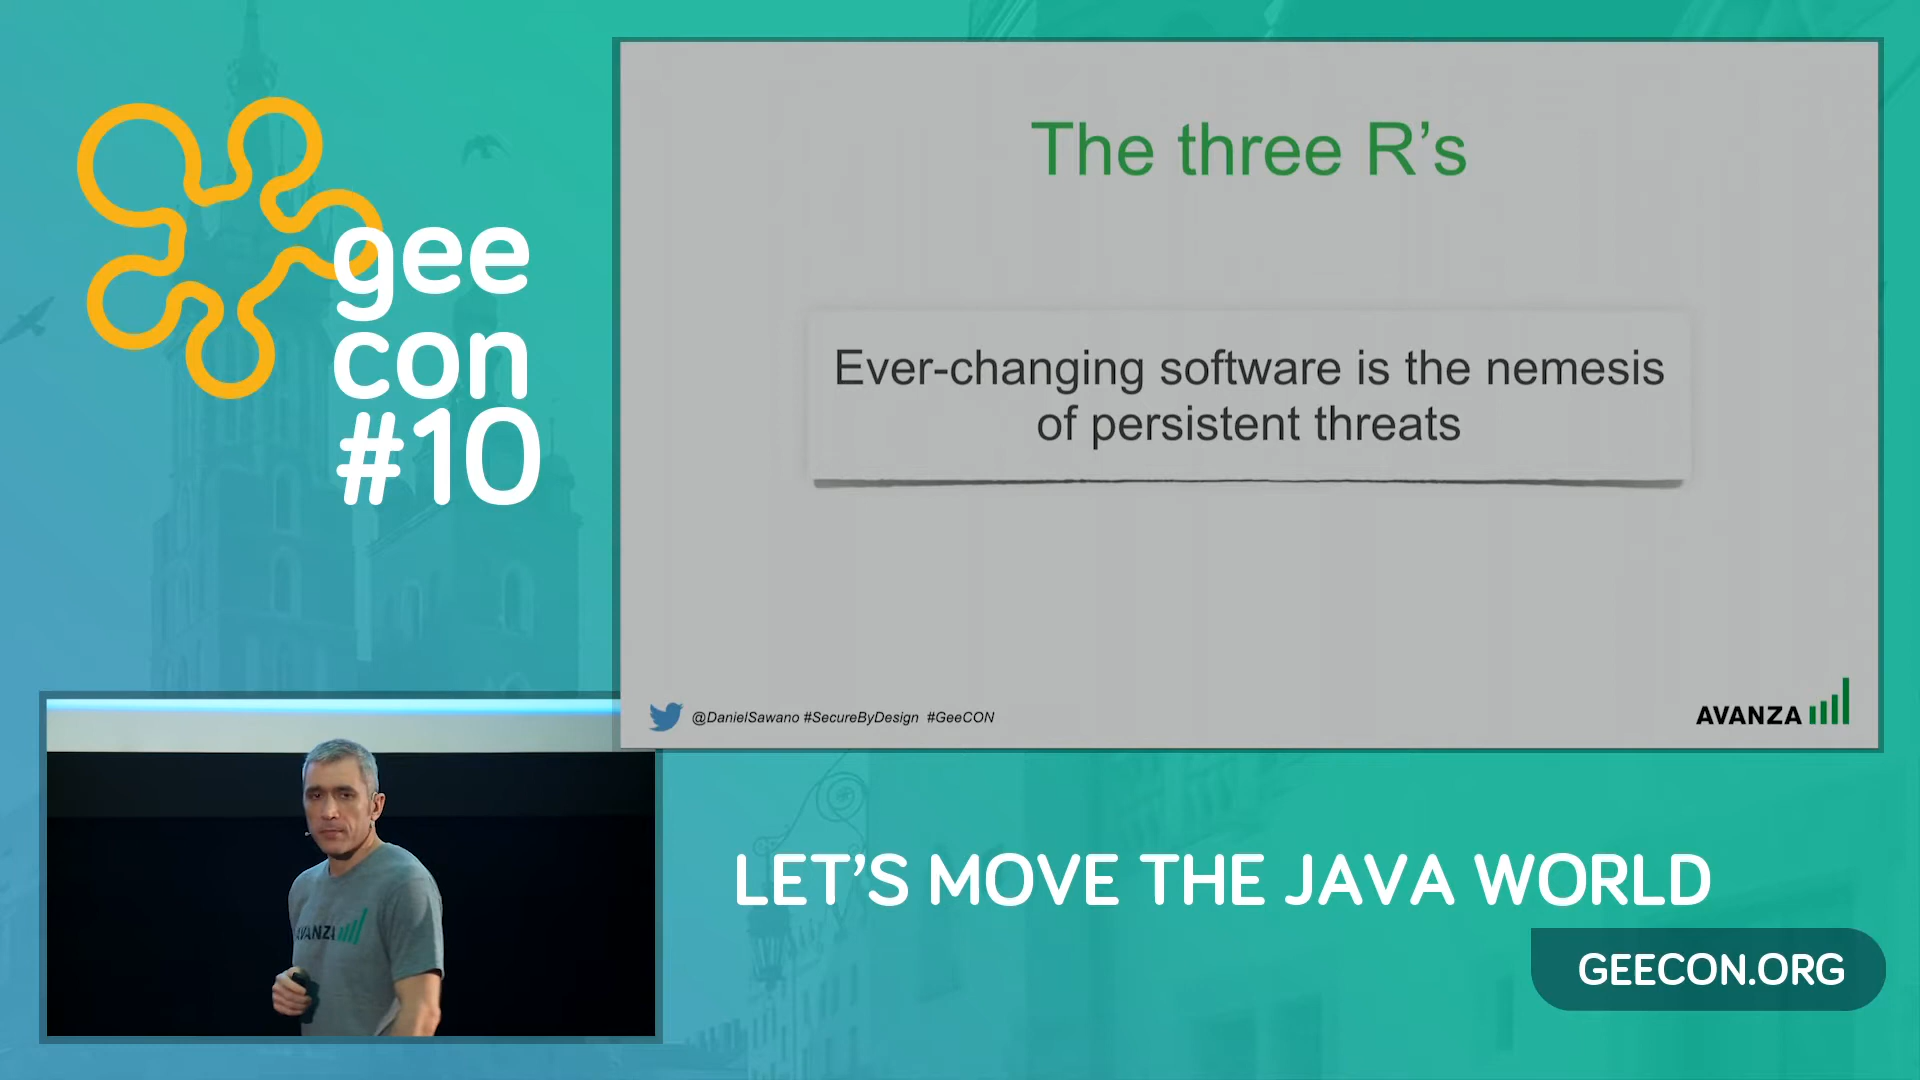 gee
con
#10
The three R’s
Ever-changing software is the nemesis
of persistent threats
@DanielSawano #SecureByDesign #GeeCON
AVANZA
AVANZA
LET’S MOVE THE JAVA WORLD
GEECON.ORG